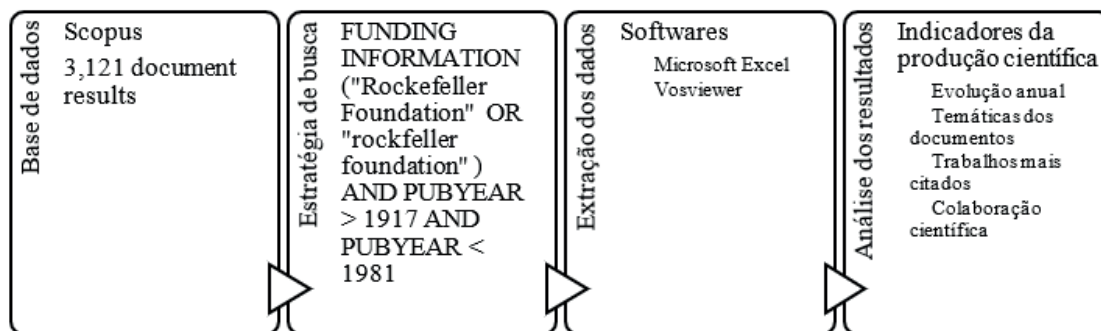 Base de dados
Scopus
3,121 document
results
Estratégia de busca
FUNDING
INFORMATION
("Rockefeller
Foundation" OR
"rockfeller
foundation" )
AND PUBYEAR
> 1917 AND
PUBYEAR <
1981
Extração dos dados
Softwares
Microsoft Excel
Vosviewer
Análise dos resultados
Indicadores da
produção científica
Evolução anual
Temáticas dos
documentos
Trabalhos mais
citados
Colaboração
científica